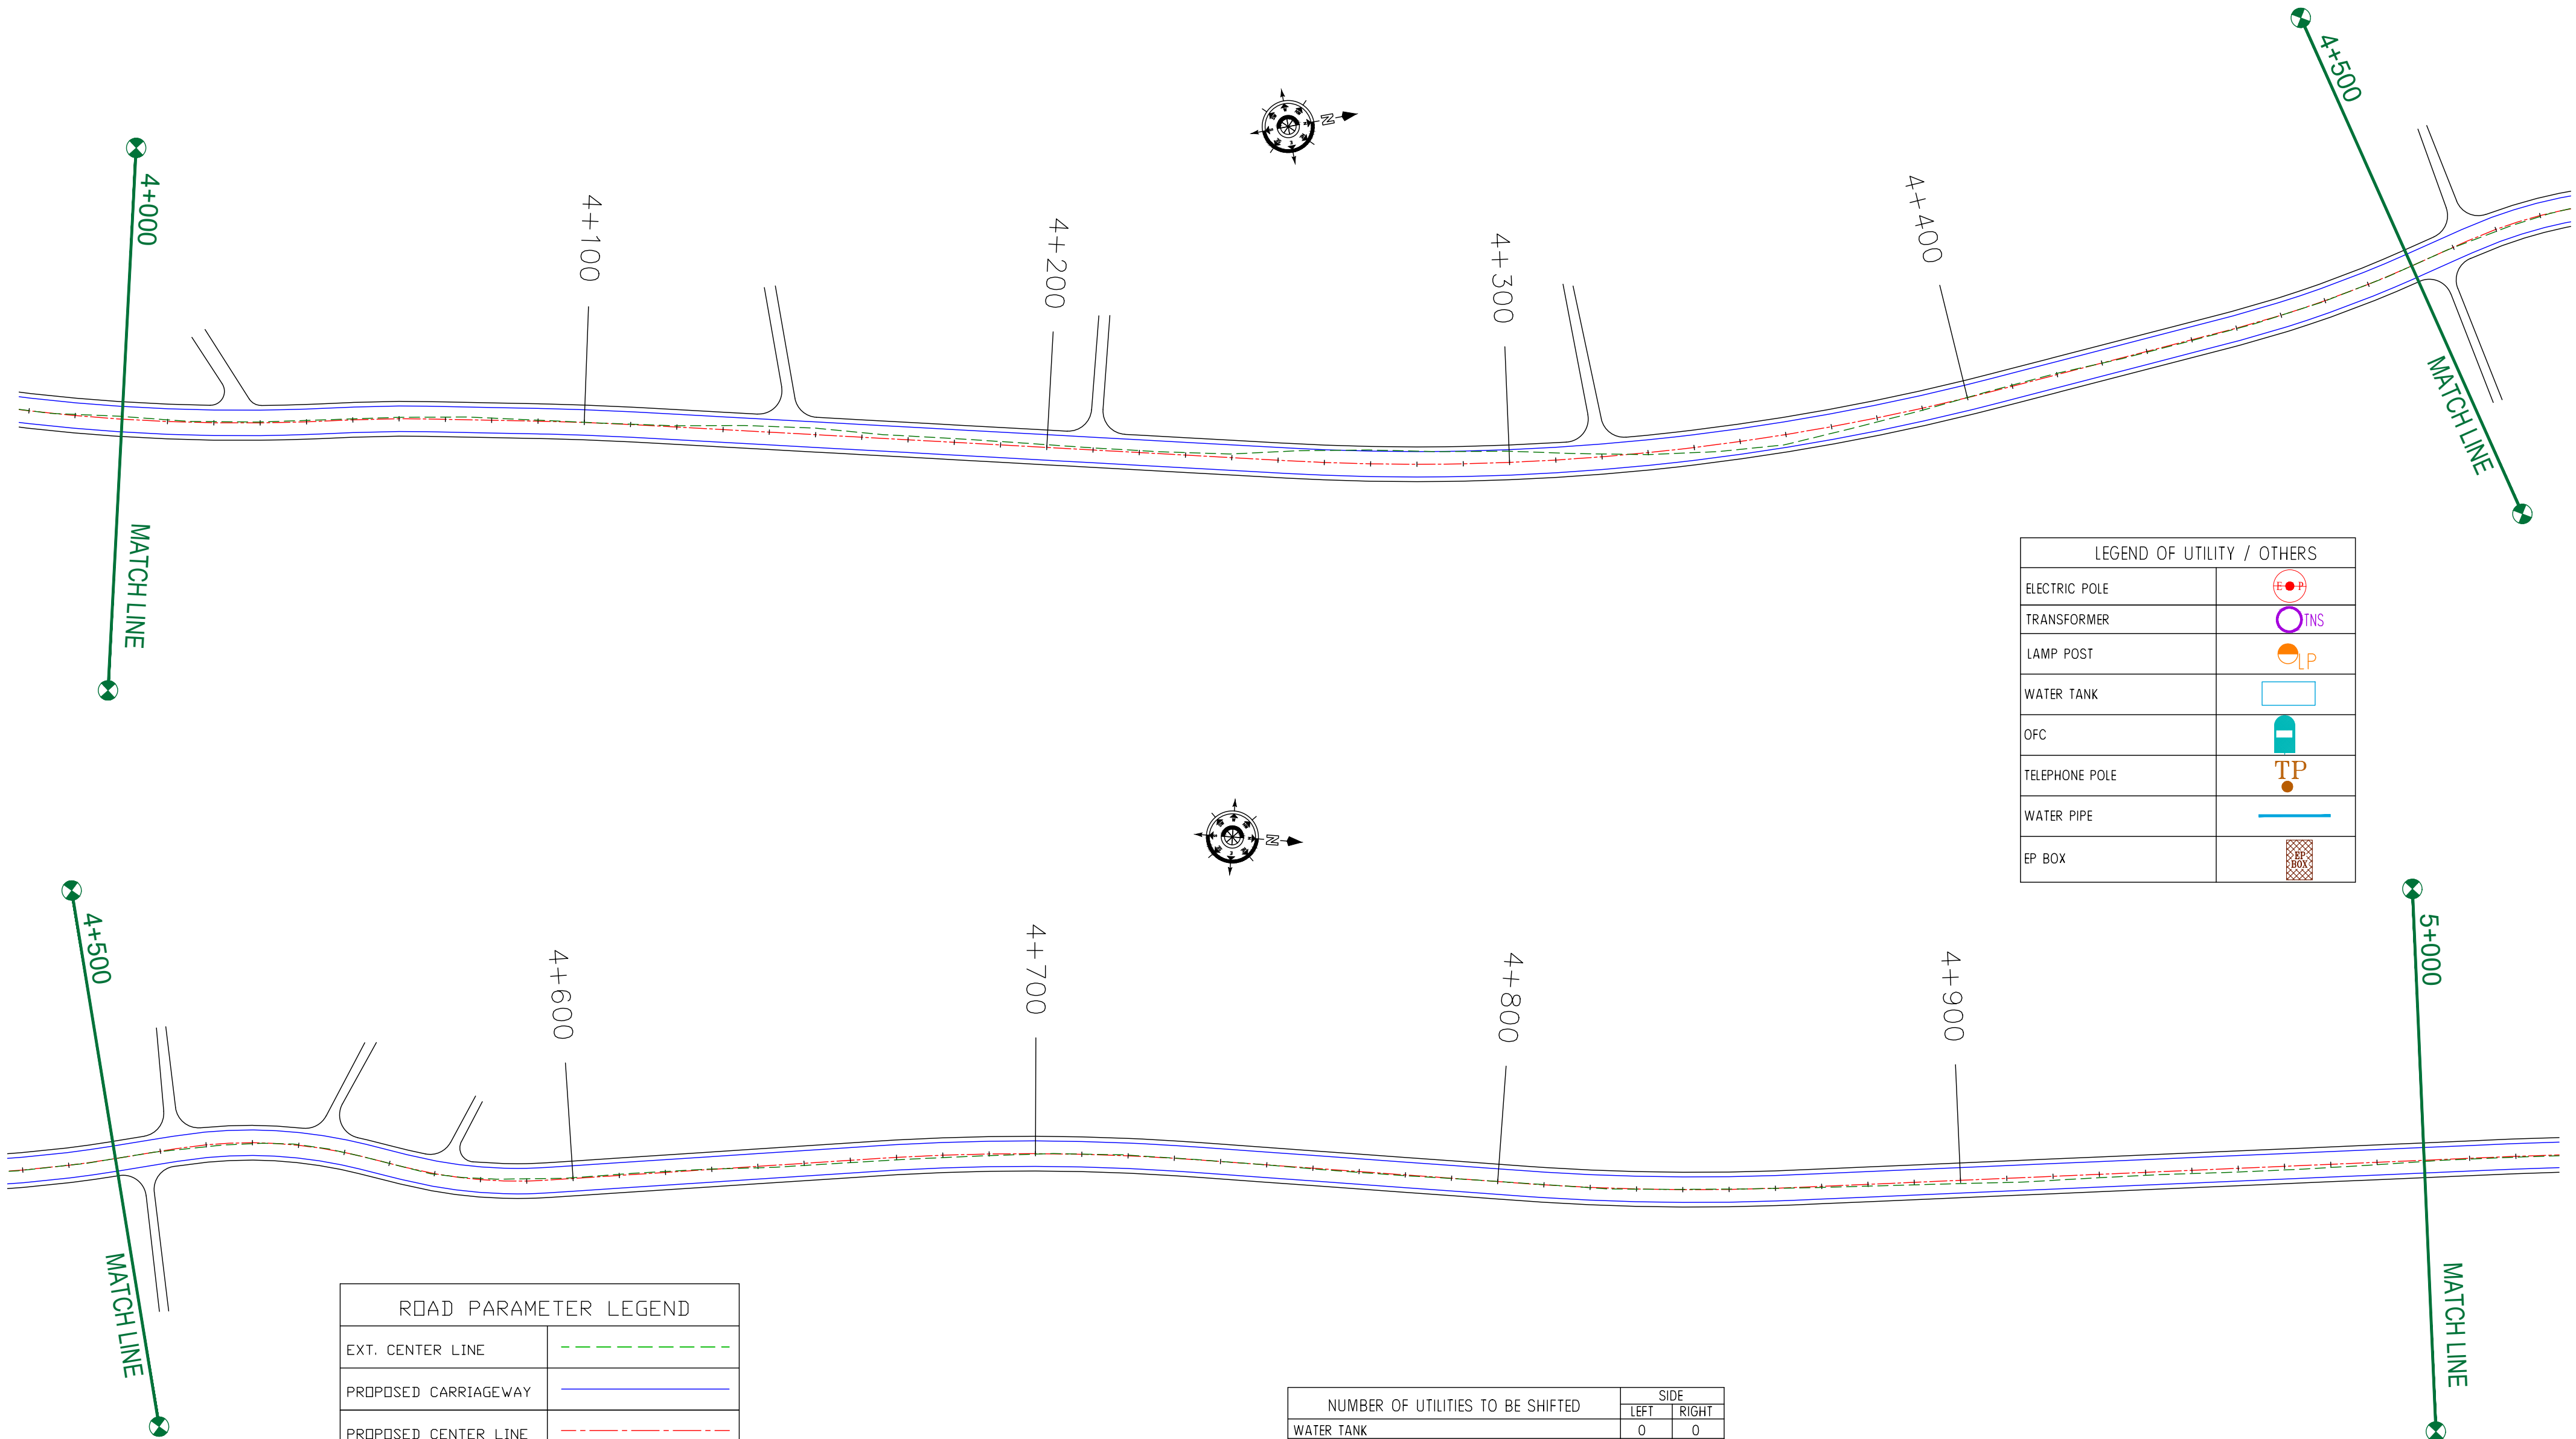 4+000
4+100
4+200
4+300
4+400
4+500
N
MATCH LINE
MATCH LINE
LEGEND OF UTILITY / OTHERS
ELECTRIC POLE E P
TRANSFORMER TNS
LAMP POST LP
WATER TANK
OFC
TELEPHONE POLE TP
WATER PIPE
EP BOX EP BOX
N
4+500
4+600
4+700
4+800
4+900
5+000
MATCH LINE
MATCH LINE
ROAD PARAMETER LEGEND
EXT. CENTER LINE
PROPOSED CARRIAGEWAY
PROPOSED CENTER LINE
NUMBER OF UTILITIES TO BE SHIFTED SIDE
LEFT RIGHT
WATER TANK 0 0